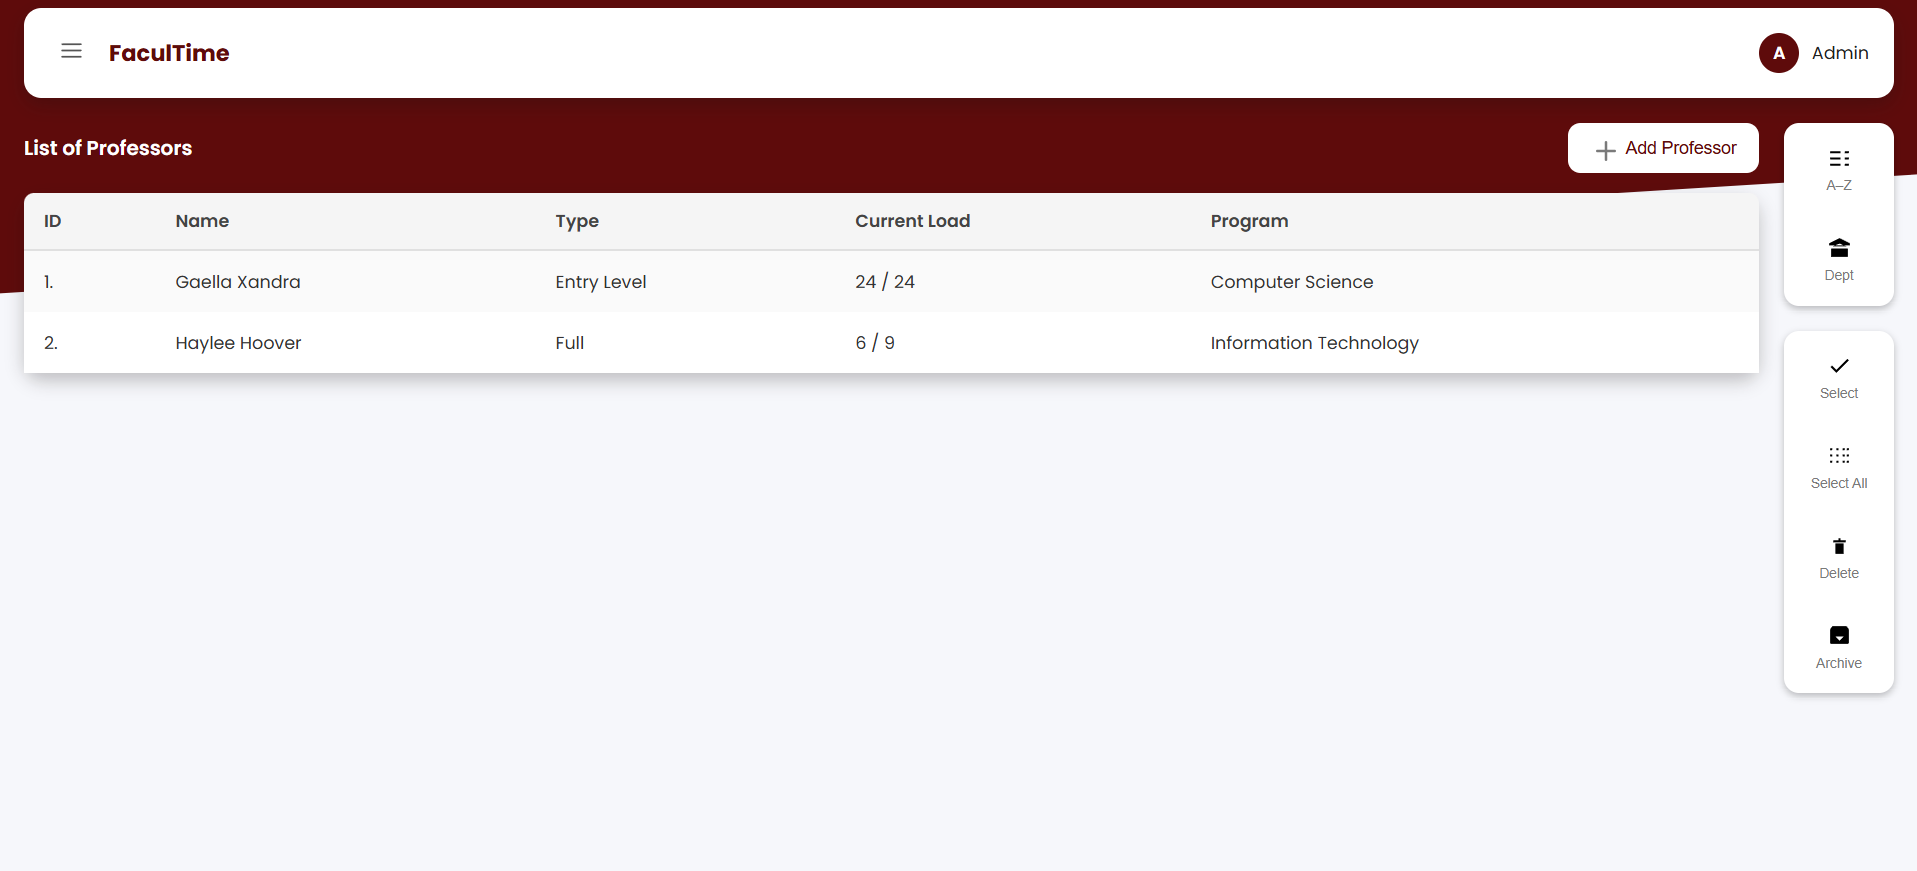 FaculTime
A Admin
List of Professors
Add Professor
ID Name Type Current Load Program
1. Gaella Xandra Entry Level 24 / 24 Computer Science
2. Haylee Hoover Full 6 / 9 Information Technology
A–Z
Dept
Select
Select All
Delete
Archive